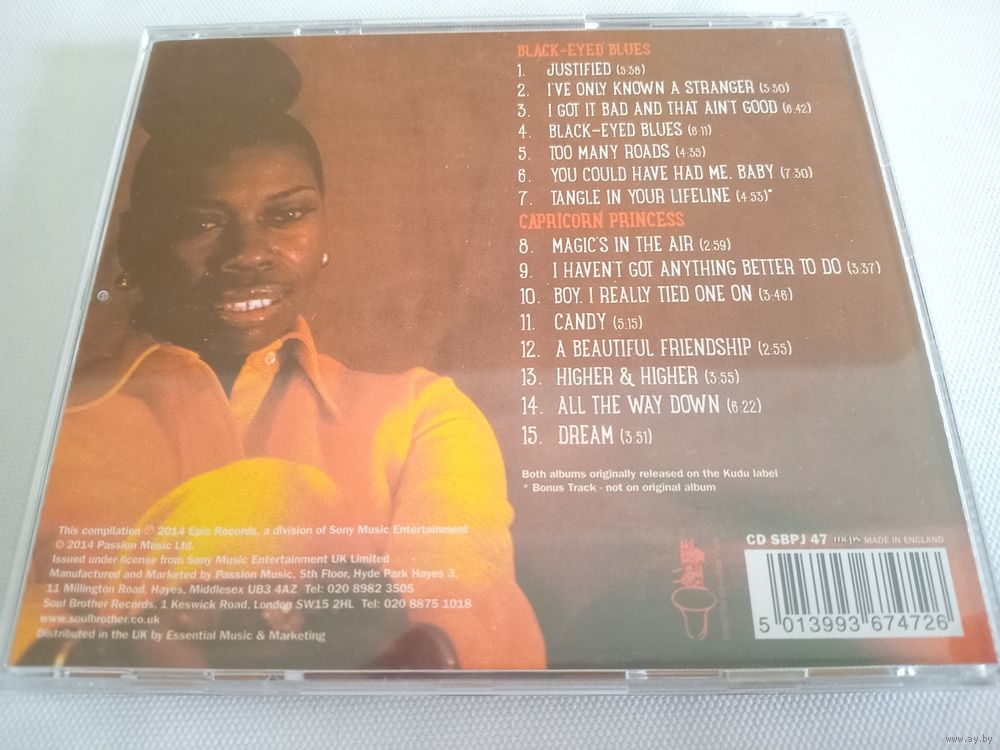 BLACK-EYED BLUES
1. JUSTIFIED (5:38)
2. I'VE ONLY KNOWN A STRANGER (3:30)
3. I GOT IT BAD AND THAT AIN'T GOOD (6:42)
4. BLACK-EYED BLUES (6:11)
5. TOO MANY ROADS (4:35)
6. YOU COULD HAVE HAD ME, BABY (7:30)
7. TANGLE IN YOUR LIFELINE (4:53)*
CAPRICORN PRINCESS
8. MAGIC'S IN THE AIR (2:59)
9. I HAVEN'T GOT ANYTHING BETTER TO DO (3:37)
10. BOY, I REALLY TIED ONE ON (3:46)
11. CANDY (5:15)
12. A BEAUTIFUL FRIENDSHIP (2:55)
13. HIGHER & HIGHER (3:55)
14. ALL THE WAY DOWN (6:22)
15. DREAM (3:51)
Both albums originally released on the Kudu label
* Bonus Track - not on original album
This compilation ℗ 2014 Epic Records, a division of Sony Music Entertainment
© 2014 Passion Music Ltd.
Issued under license from Sony Music Entertainment UK Limited
Manufactured and Marketed by Passion Music, 5th Floor, Hyde Park Hayes 3,
11 Millington Road, Hayes, Middlesex UB3 4AZ Tel: 020 8982 3505
Soul Brother Records, 1 Keswick Road, London SW15 2HL Tel: 020 8875 1018
www.soulbrother.co.uk
Distributed in the UK by Essential Music & Marketing
CD SBPJ 47 MCPS MADE IN ENGLAND
5 013993 674726
www.ay.by